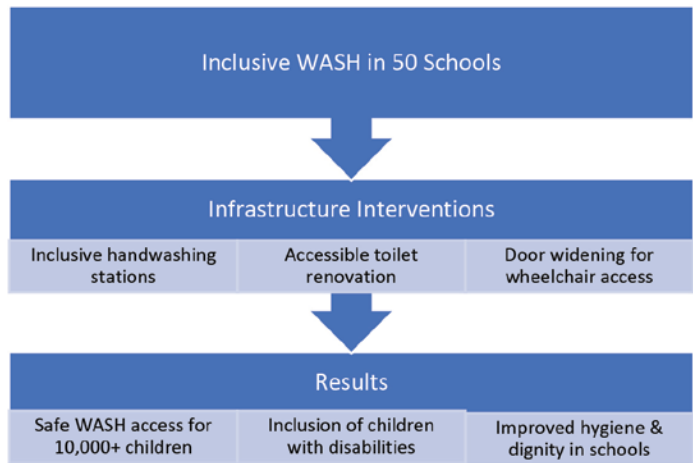 Inclusive WASH in 50 Schools
Infrastructure Interventions
Inclusive handwashing
stations
Accessible toilet
renovation
Door widening for
wheelchair access
Results
Safe WASH access for
10,000+ children
Inclusion of children
with disabilities
Improved hygiene &
dignity in schools